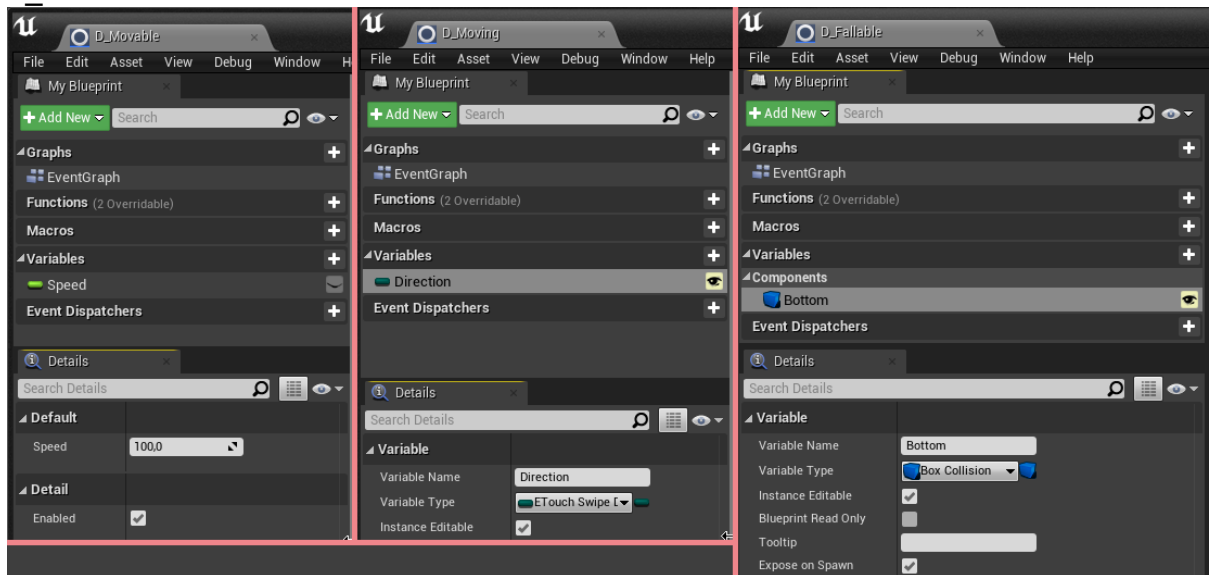 D_Movable
File Edit Asset View Debug Window H
My Blueprint
Add New Search
Graphs
EventGraph
Functions (2 Overridable)
Macros
Variables
Speed
Event Dispatchers
Details
Search Details
Default
Speed 100,0
Detail
Enabled
D_Moving
File Edit Asset View Debug Window Help
My Blueprint
Add New Search
Graphs
EventGraph
Functions (2 Overridable)
Macros
Variables
Direction
Event Dispatchers
Details
Search Details
Variable
Variable Name Direction
Variable Type ETouch Swipe D
Instance Editable
D_Fallable
File Edit Asset View Debug Window Help
My Blueprint
Add New Search
Graphs
EventGraph
Functions (2 Overridable)
Macros
Variables
Components
Bottom
Event Dispatchers
Details
Search Details
Variable
Variable Name Bottom
Variable Type Box Collision
Instance Editable
Blueprint Read Only
Tooltip
Expose on Spawn